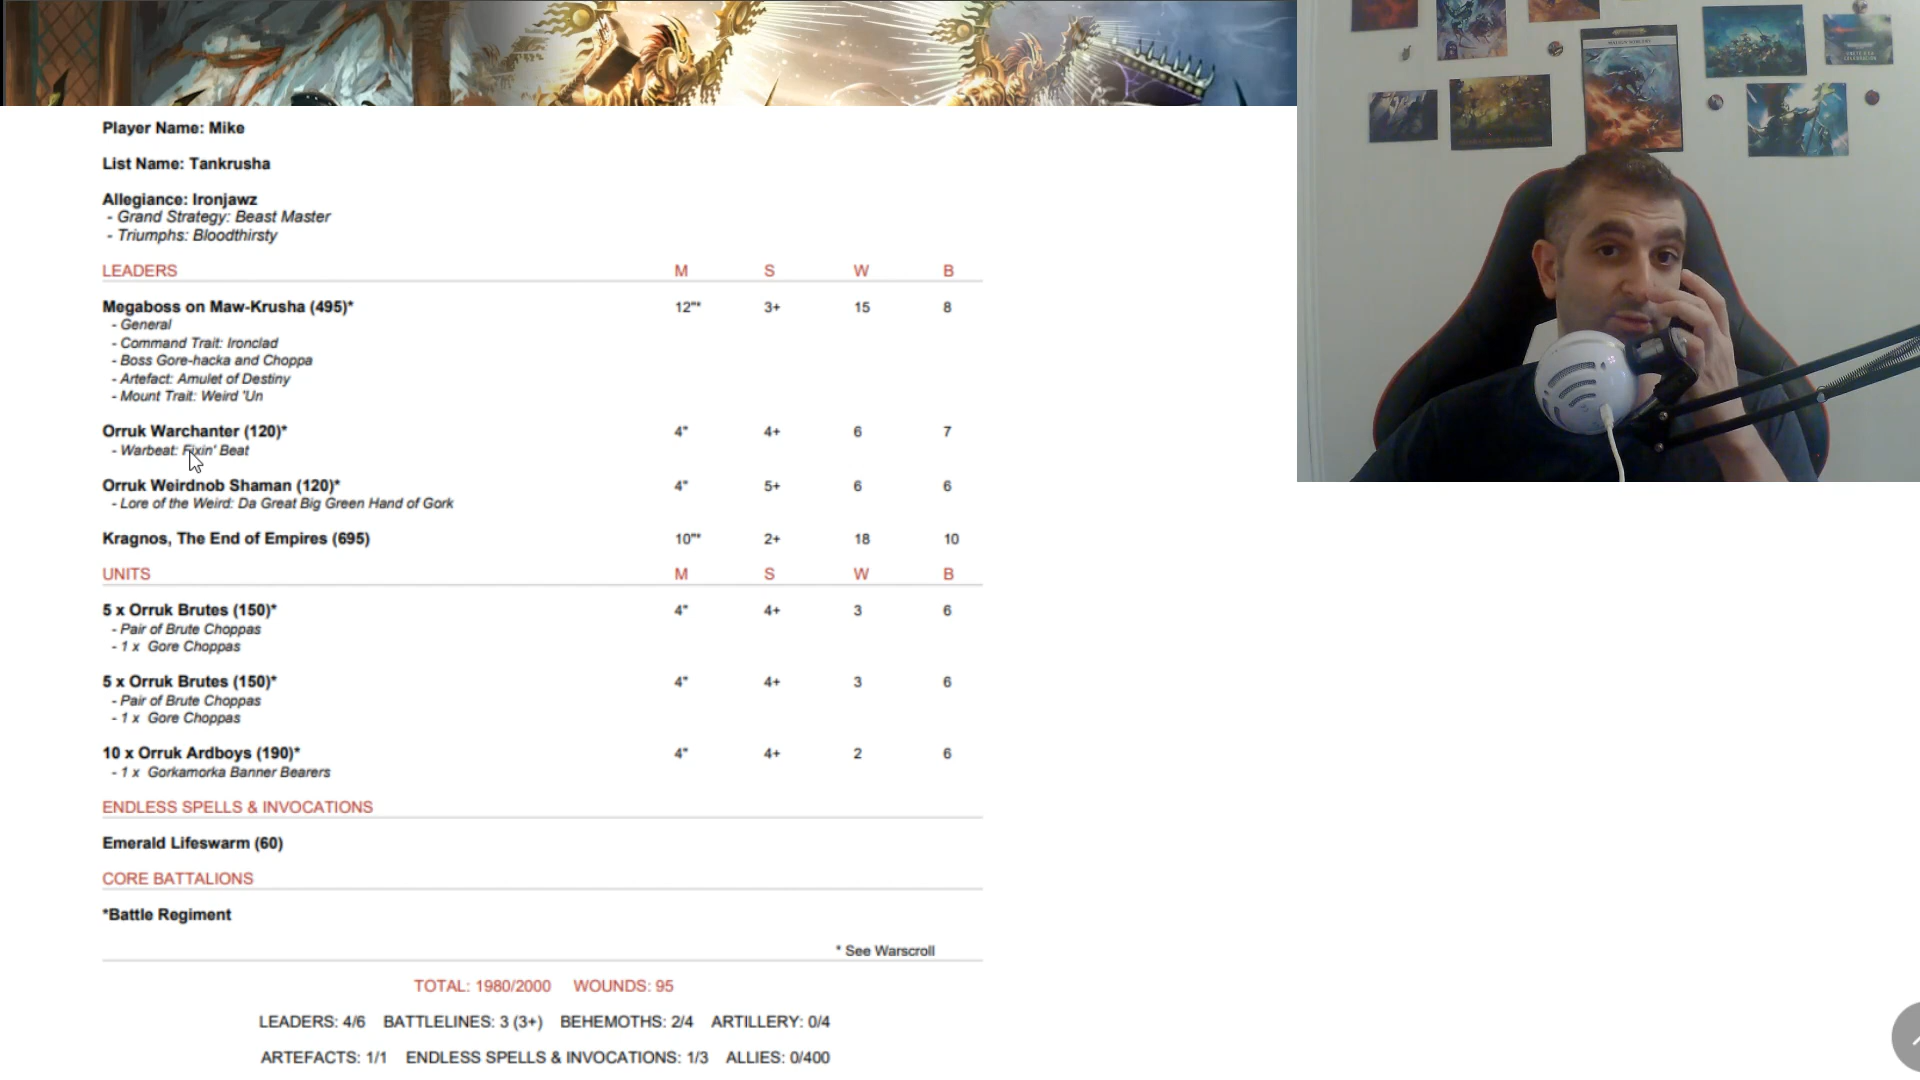 Player Name: Mike
List Name: Tankrusha
Allegiance: Ironjawz
- Grand Strategy: Beast Master
- Triumphs: Bloodthirsty
LEADERS M S W B
Megaboss on Maw-Krusha (495)* 12"* 3+ 15 8
- General
- Command Trait: Ironclad
- Boss Gore-hacka and Choppa
- Artefact: Amulet of Destiny
- Mount Trait: Weird 'Un
Orruk Warchanter (120)* 4" 4+ 6 7
- Warbeat: Fixin' Beat
Orruk Weirdnob Shaman (120)* 4" 5+ 6 6
- Lore of the Weird: Da Great Big Green Hand of Gork
Kragnos, The End of Empires (695) 10"* 2+ 18 10
UNITS M S W B
5 x Orruk Brutes (150)* 4" 4+ 3 6
- Pair of Brute Choppas
- 1 x Gore Choppas
5 x Orruk Brutes (150)* 4" 4+ 3 6
- Pair of Brute Choppas
- 1 x Gore Choppas
10 x Orruk Ardboys (190)* 4" 4+ 2 6
- 1 x Gorkamorka Banner Bearers
ENDLESS SPELLS & INVOCATIONS
Emerald Lifeswarm (60)
CORE BATTALIONS
*Battle Regiment
* See Warscroll
TOTAL: 1980/2000 WOUNDS: 95
LEADERS: 4/6 BATTLELINES: 3 (3+) BEHEMOTHS: 2/4 ARTILLERY: 0/4
ARTEFACTS: 1/1 ENDLESS SPELLS & INVOCATIONS: 1/3 ALLIES: 0/400